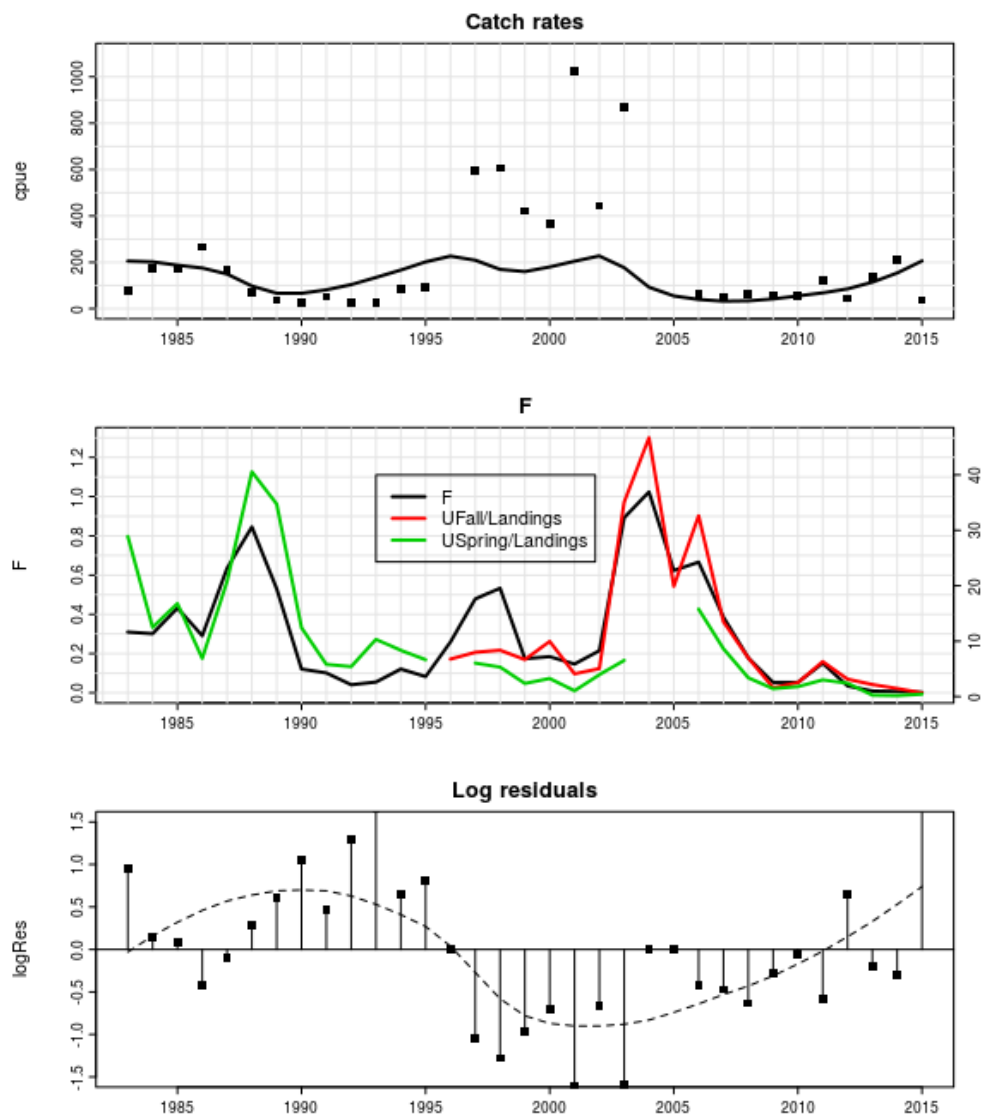 Catch rates
cpue
0 200 400 600 800 1000
1985 1990 1995 2000 2005 2010 2015
F
F
0.0 0.2 0.4 0.6 0.8 1.0 1.2
F
UFall/Landings
USpring/Landings
0 10 20 30 40
1985 1990 1995 2000 2005 2010 2015
Log residuals
logRes
-1.5 -1.0 -0.5 0.0 0.5 1.0 1.5
1985 1990 1995 2000 2005 2010 2015